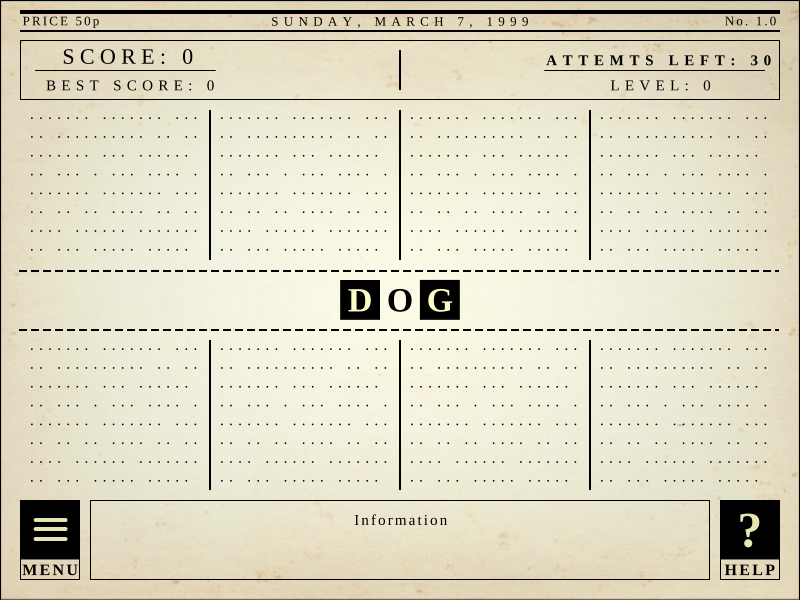 PRICE 50p
SUNDAY, MARCH 7, 1999
No. 1.0
SCORE: 0
BEST SCORE: 0
ATTEMTS LEFT: 30
LEVEL: 0
DOG
MENU
Information
?
HELP